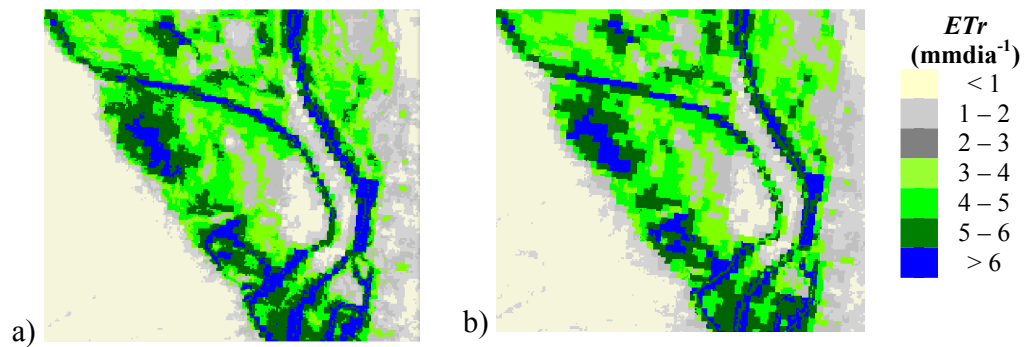 a)
b)
ETr
(mmdia⁻¹)
< 1
1 – 2
2 – 3
3 – 4
4 – 5
5 – 6
> 6